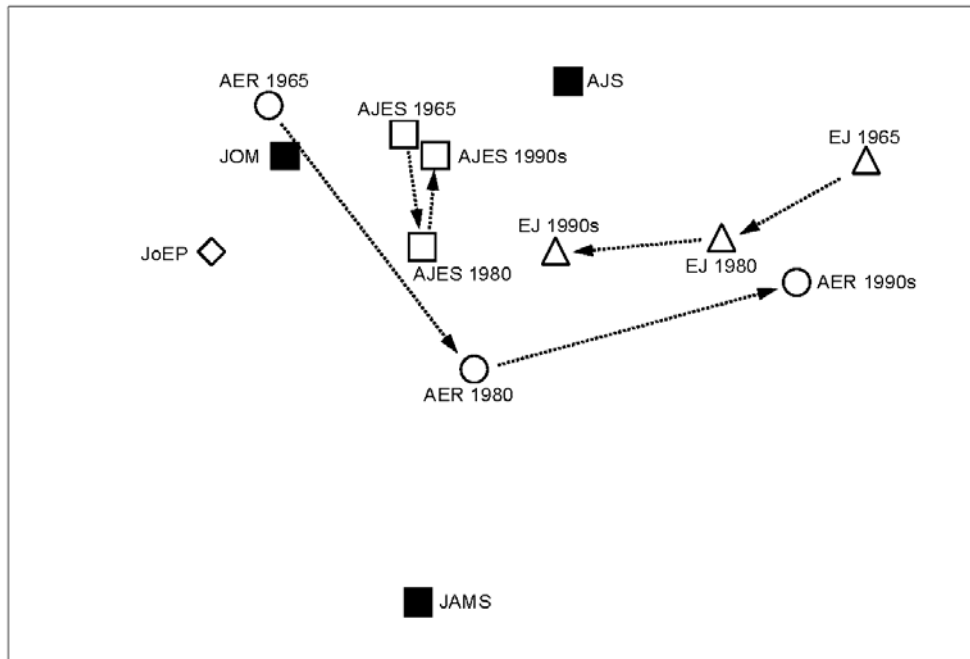 AER 1965
AJS
AJES 1965
EJ 1965
JOM
AJES 1990s
EJ 1990s
JoEP
EJ 1980
AJES 1980
AER 1990s
AER 1980
JAMS